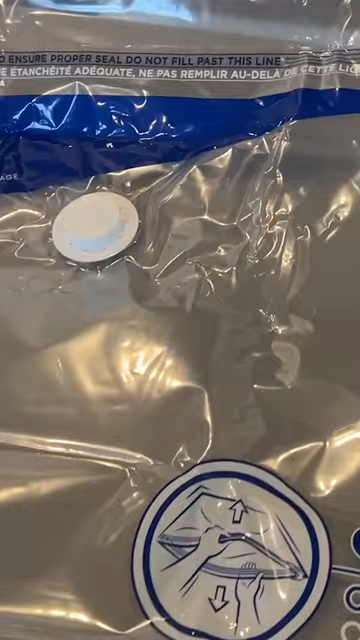 ENSURE PROPER SEAL DO NOT FILL PAST THIS LINE
ÉTANCHÉITÉ ADÉQUATE, NE PAS REMPLIR AU-DELÀ DE CETTE
AGE